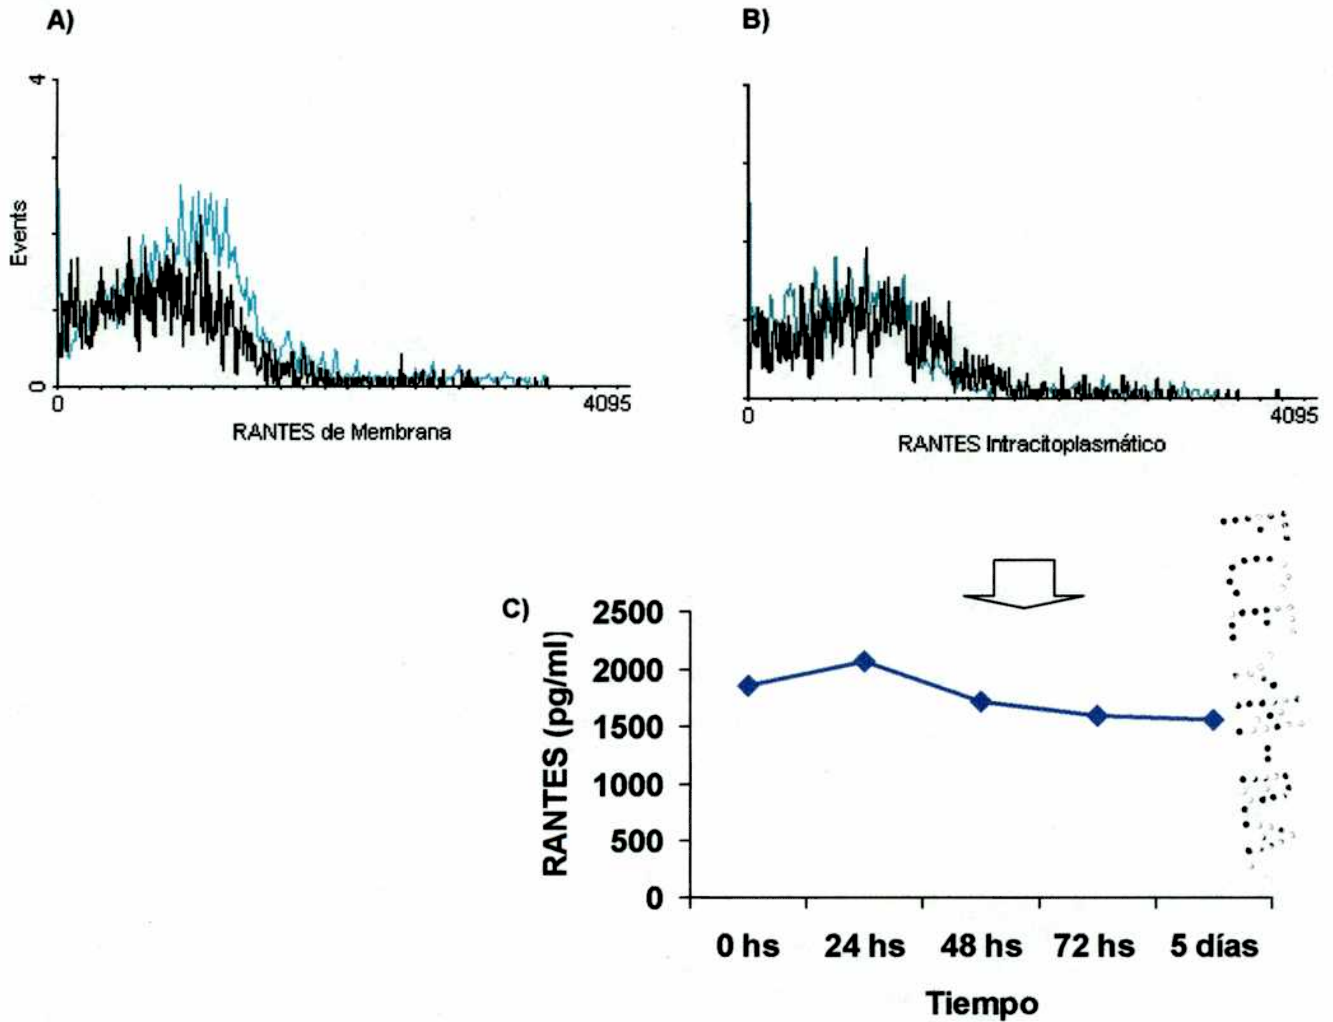 A)
4
Events
0
0
4095
RANTES de Membrana
B)
0
4095
RANTES Intracitoplasmático
C)
RANTES (pg/ml)
2500
2000
1500
1000
500
0
0 hs
24 hs
48 hs
72 hs
5 días
Tiempo